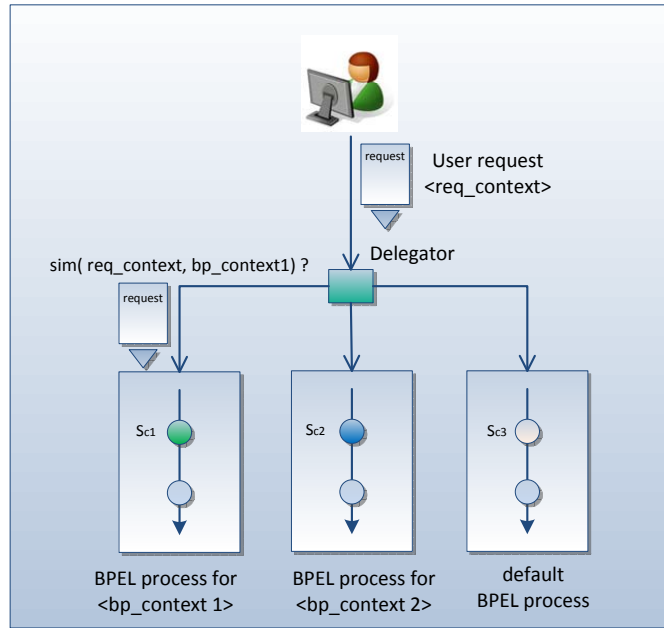 request
User request
<req_context>
Delegator
sim( req_context, bp_context1) ?
request
Sc1
Sc2
Sc3
BPEL process for
<bp_context 1>
BPEL process for
<bp_context 2>
default
BPEL process